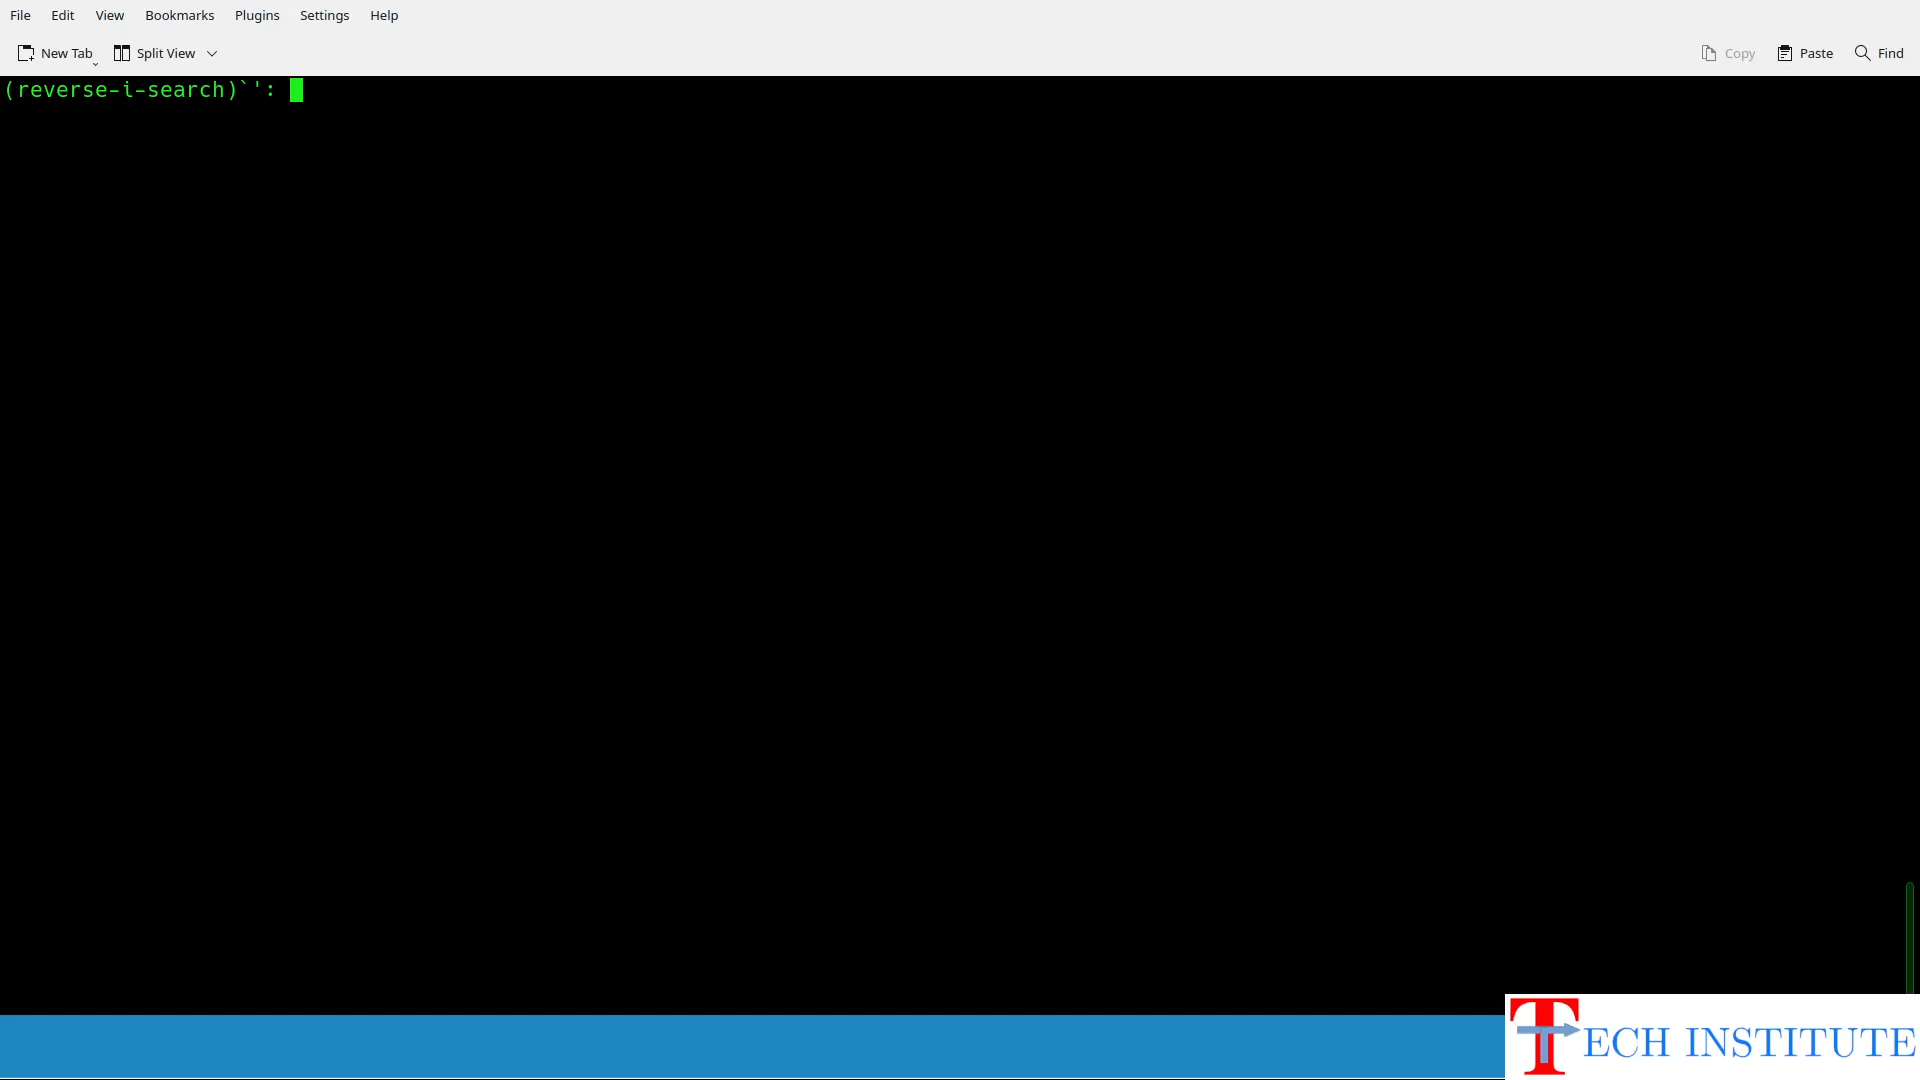 File Edit View Bookmarks Plugins Settings Help
New Tab Split View Copy Paste Find
(reverse-i-search)`':
TECH INSTITUTE